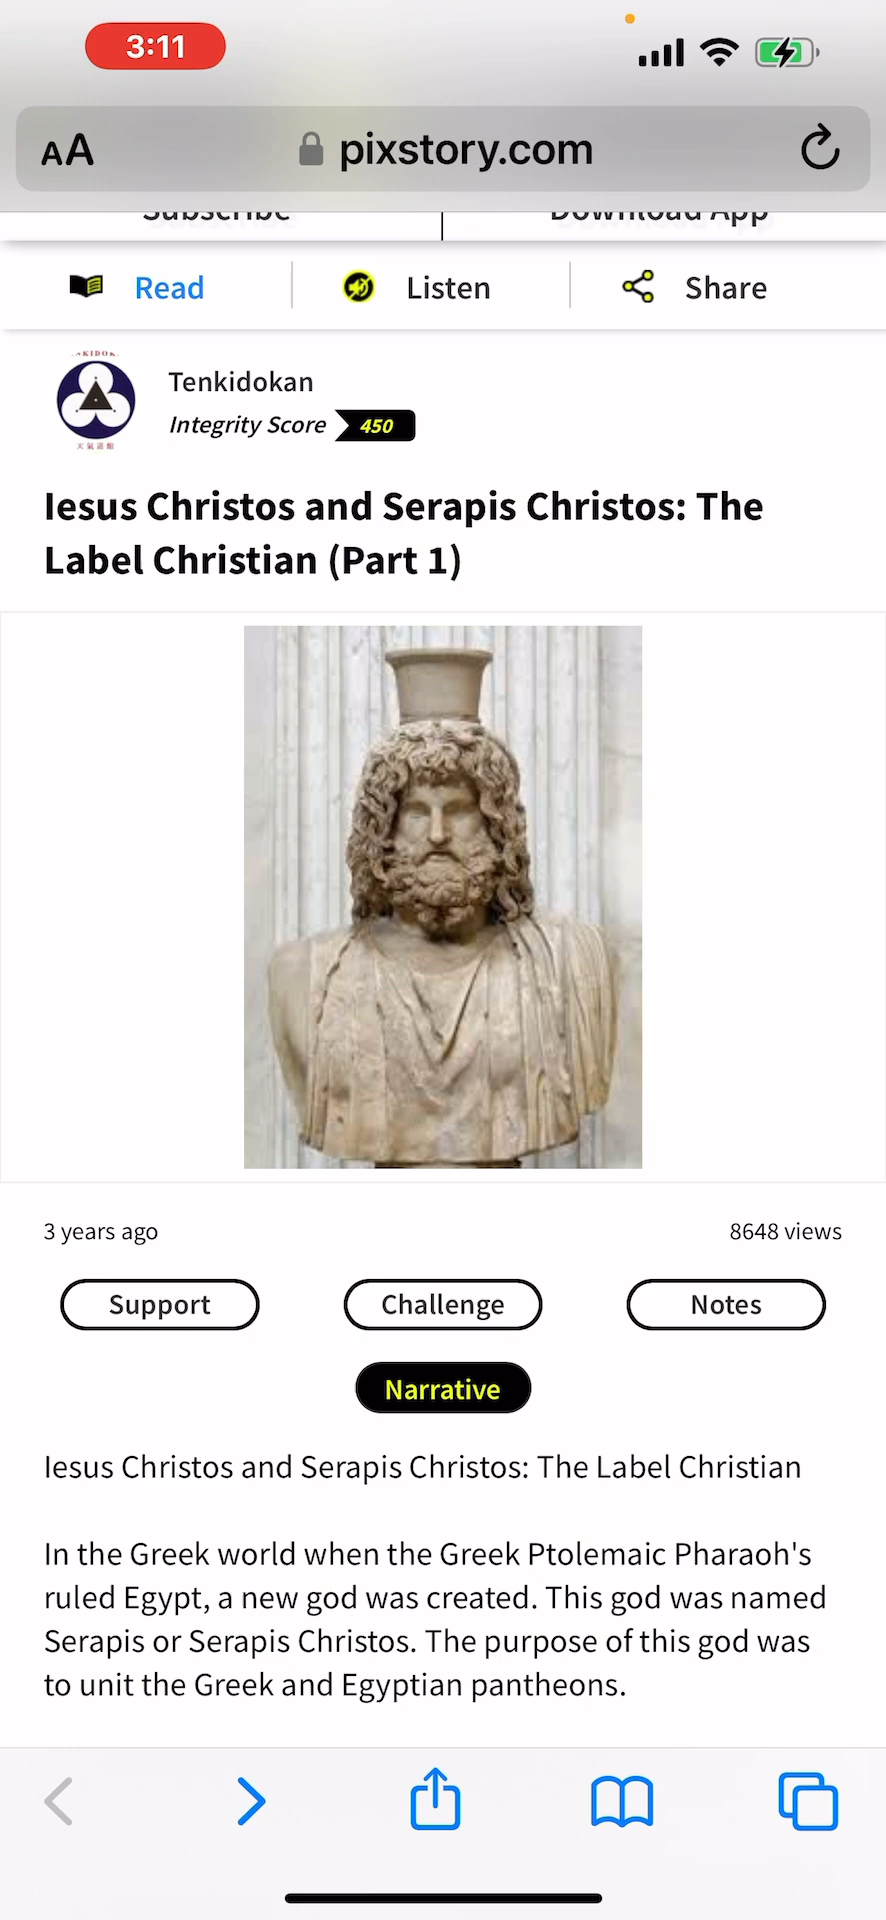 3:11
AA pixstory.com
Subscribe Download App
Read Listen Share
Tenkidokan
Integrity Score 450
Iesus Christos and Serapis Christos: The
Label Christian (Part 1)
3 years ago 8648 views
Support Challenge Notes
Narrative
Iesus Christos and Serapis Christos: The Label Christian
In the Greek world when the Greek Ptolemaic Pharaoh's
ruled Egypt, a new god was created. This god was named
Serapis or Serapis Christos. The purpose of this god was
to unit the Greek and Egyptian pantheons.